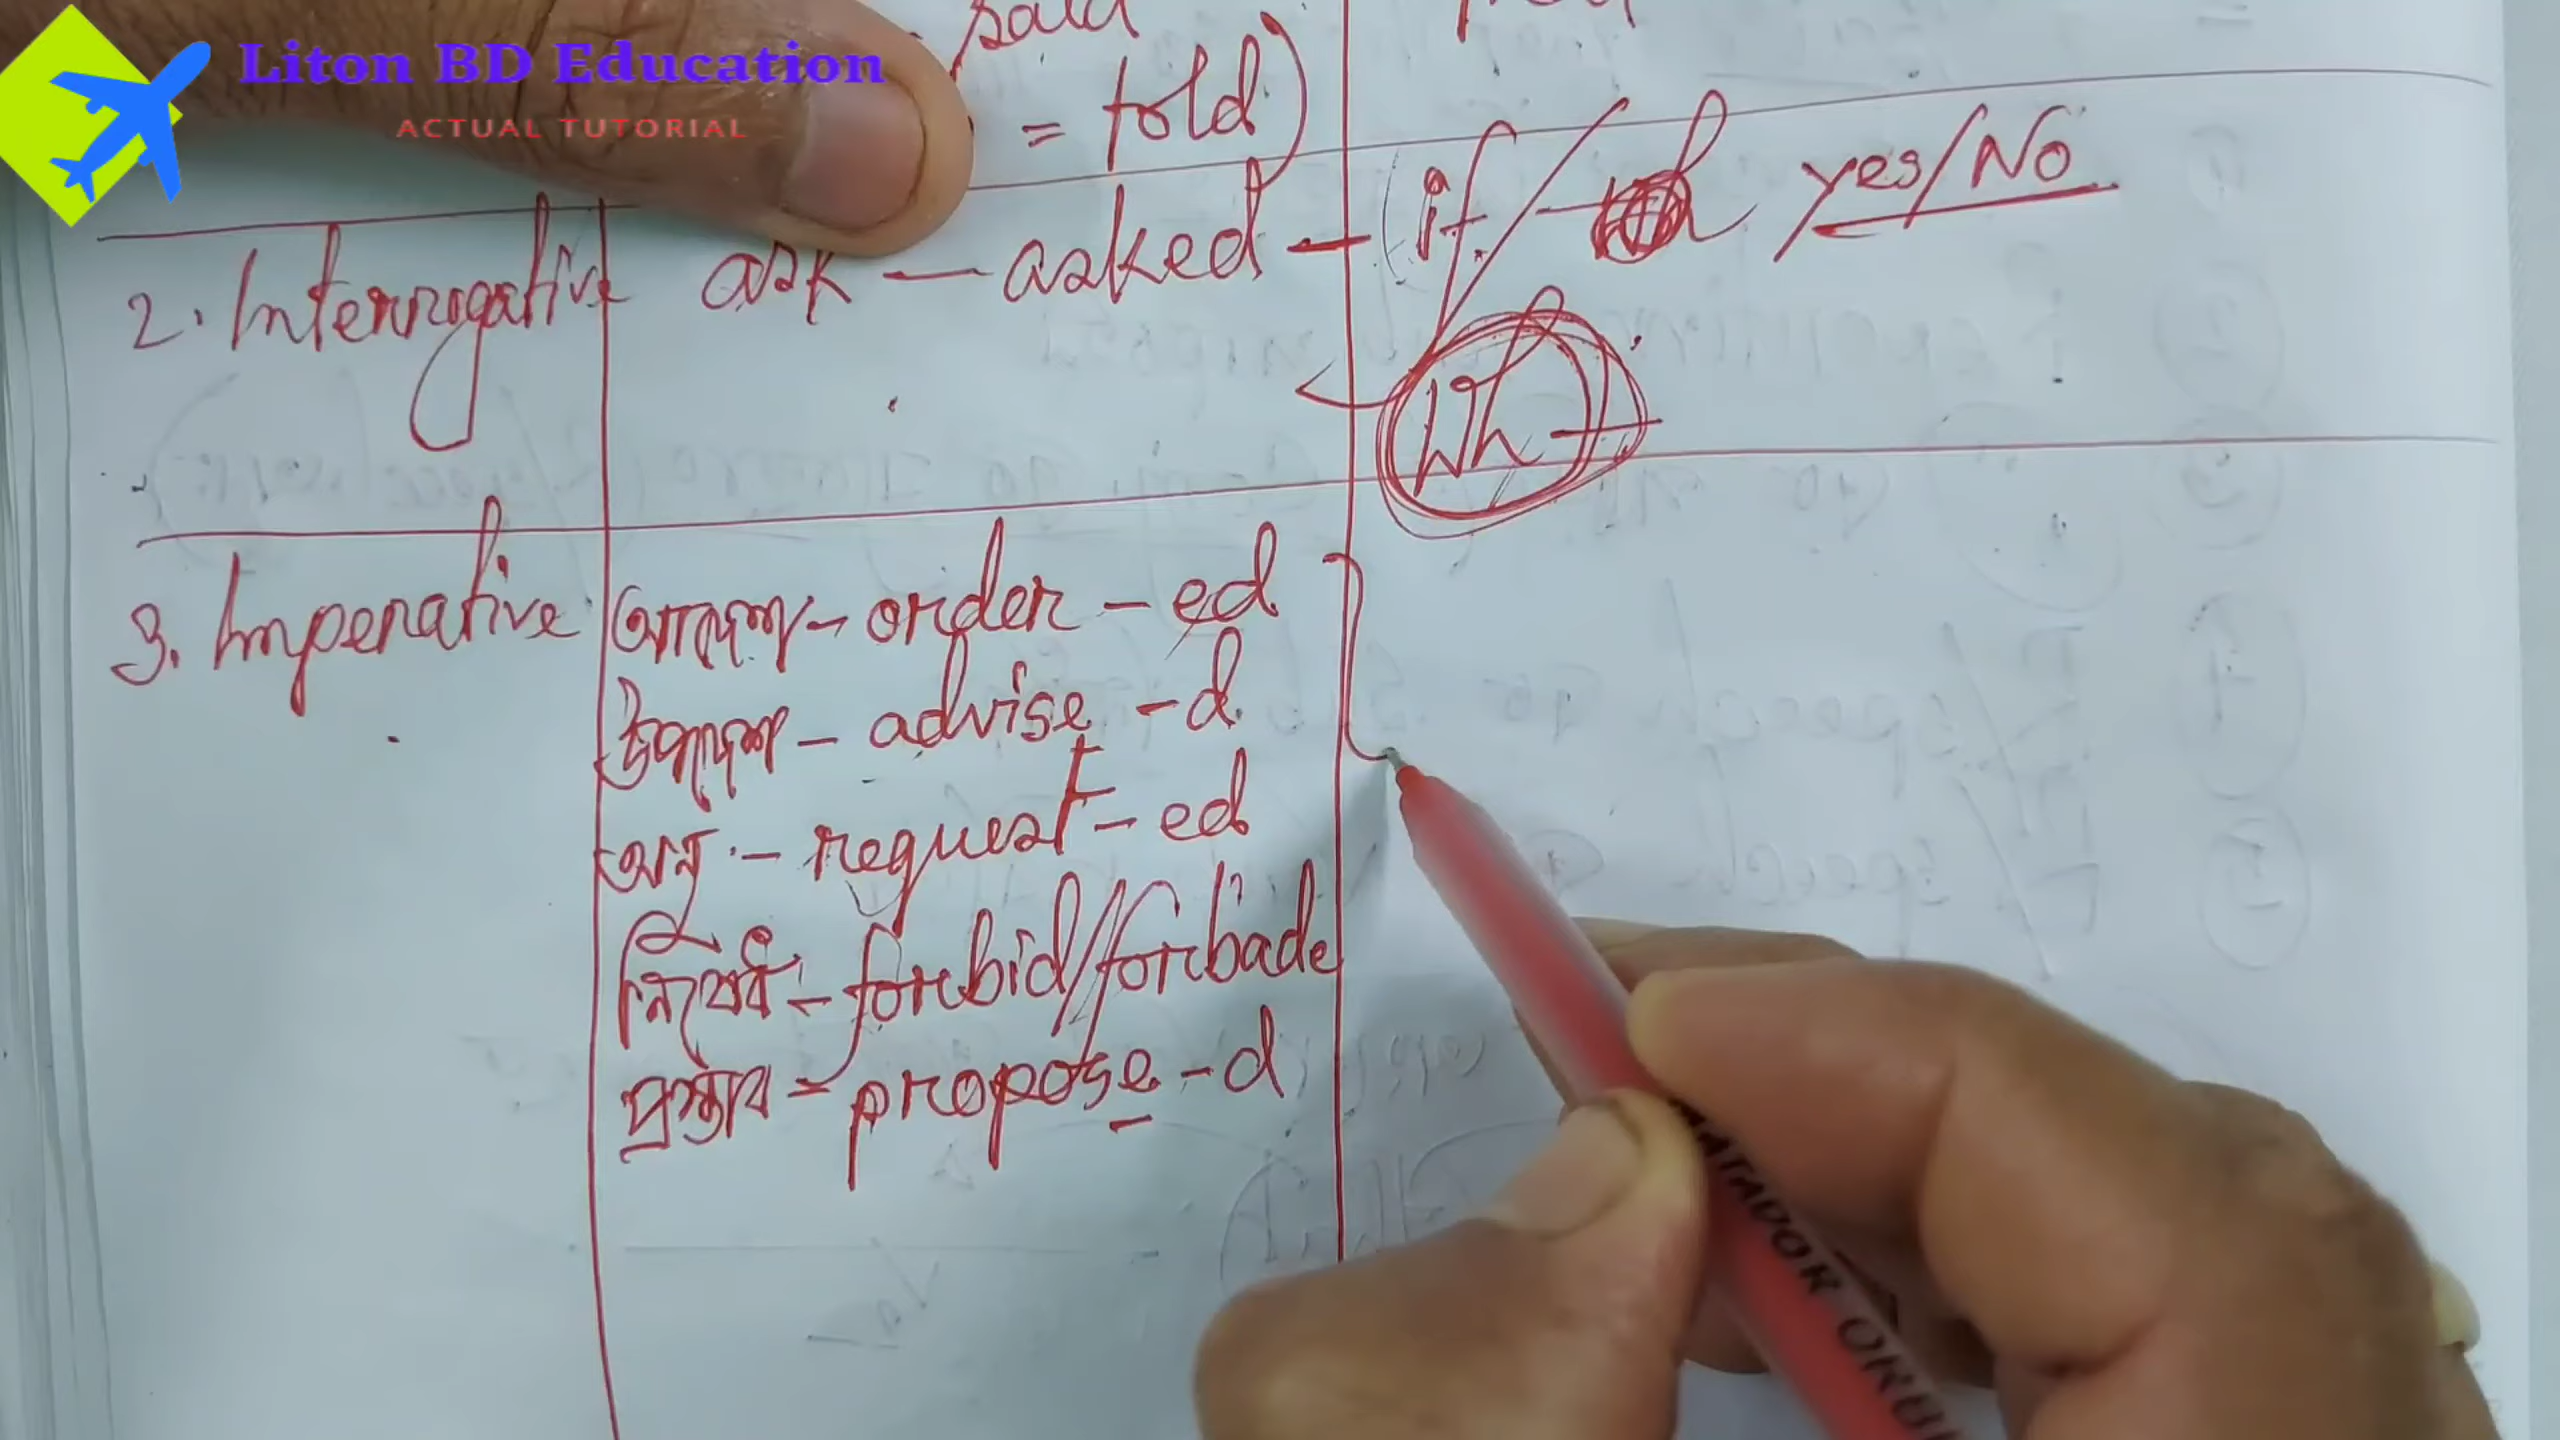 Liton BD Education
ACTUAL TUTORIAL
said
= told)
2. Interrogative ask — asked — (if / yes/No
Wh —
3. Imperative আদেশ - order - ed
উপদেশ - advise - d
অনু - request - ed
নিষেধ - forbid/forbade
প্রস্তাব - propose - d